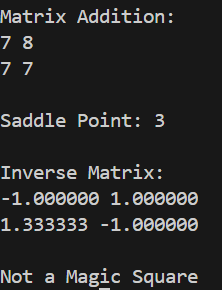 Matrix Addition:
7 8
7 7

Saddle Point: 3

Inverse Matrix:
-1.000000 1.000000
1.333333 -1.000000

Not a Magic Square